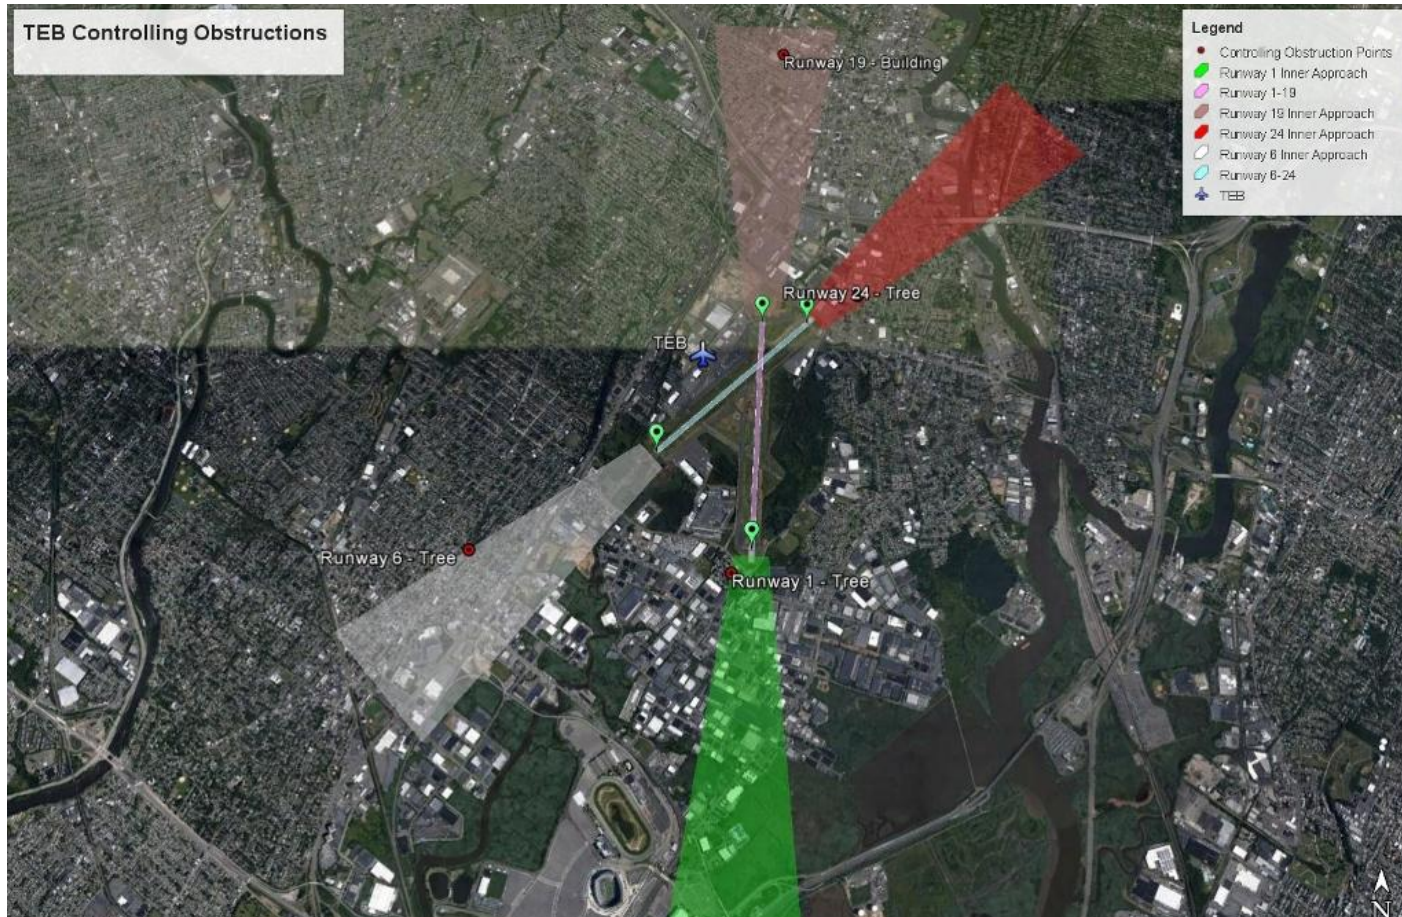 TEB Controlling Obstructions
Legend
Controlling Obstruction Points
Runway 1 Inner Approach
Runway 1-19
Runway 19 Inner Approach
Runway 24 Inner Approach
Runway 6 Inner Approach
Runway 6-24
TEB
Runway 19 - Building
Runway 24 - Tree
TEB
Runway 6 - Tree
Runway 1 - Tree
N